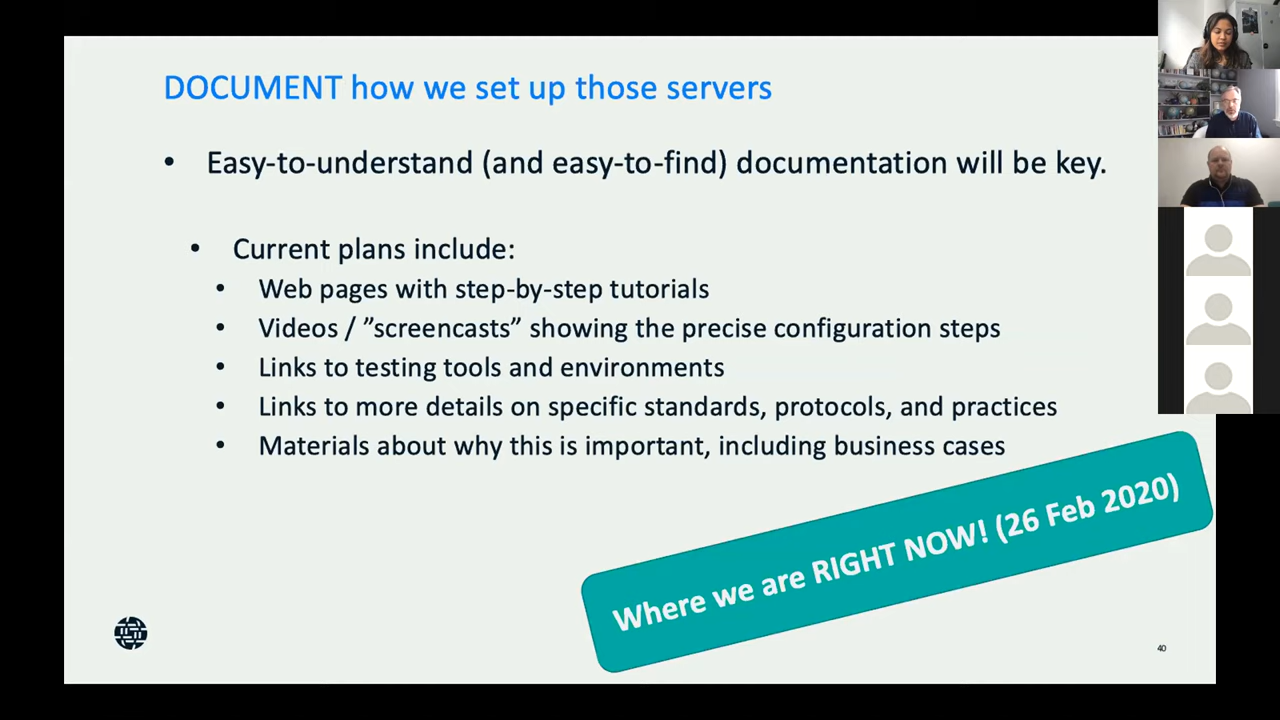 DOCUMENT how we set up those servers
• Easy-to-understand (and easy-to-find) documentation will be key.
• Current plans include:
• Web pages with step-by-step tutorials
• Videos / ”screencasts” showing the precise configuration steps
• Links to testing tools and environments
• Links to more details on specific standards, protocols, and practices
• Materials about why this is important, including business cases
Where we are RIGHT NOW! (26 Feb 2020)
40